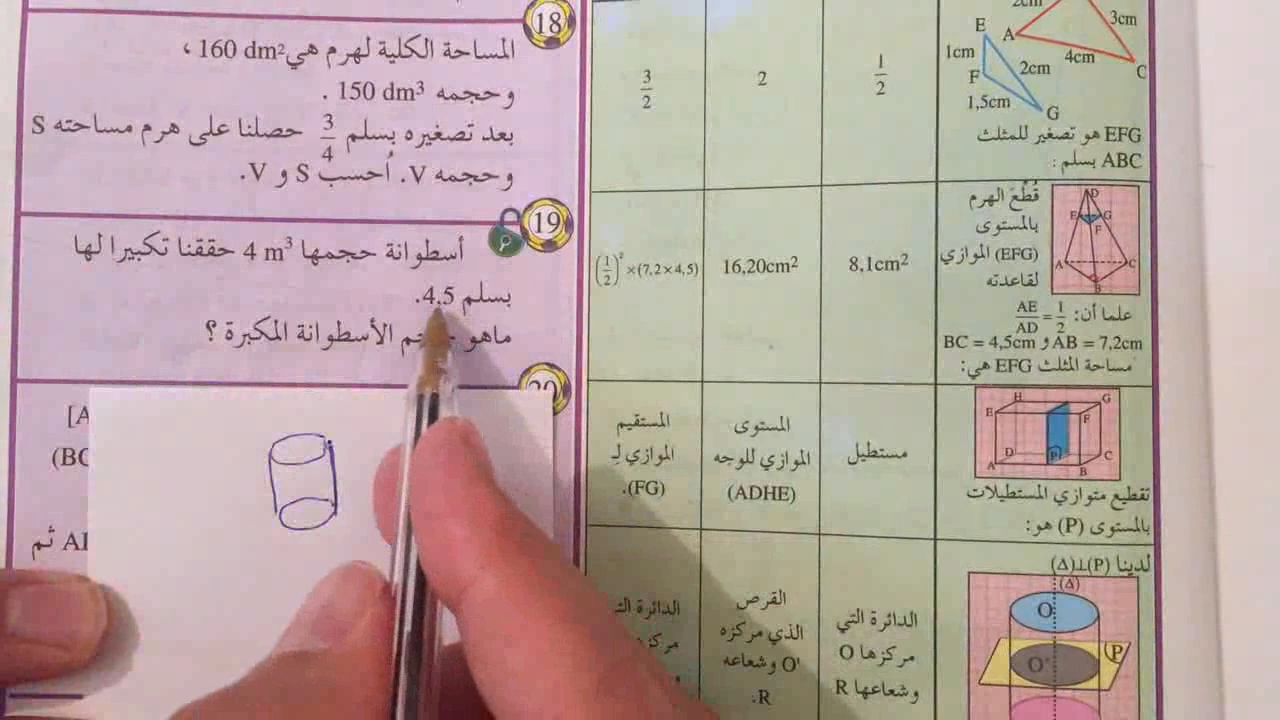 18
المساحة الكلية لهرم هي 160 dm²،
وحجمه 150 dm³.
بعد تصغيره بسلم 3/4 حصلنا على هرم مساحته S
وحجمه V. أحسب S و V.
19
أسطوانة حجمها 4 m³ حققنا تكبيرا لها
بسلم 4,5.
ماهو الأسطوانة المكبرة ؟
20
[A
(BC
ثم
2cm
3cm
4cm
A
C
E
1cm
F
2cm
1,5cm
G
EFG هو تصغير للمثلث
ABC بسلم :
1/2
2
3/2
قُطِعَ الهرم
بالمستوى
(EFG) الموازي
لقاعدته
D
E
G
F
A
C
B
علما أن: AE/AD = 1/2
AB = 7,2cm و BC = 4,5cm
مساحة المثلث EFG هي:
8,1cm²
16,20cm²
(1/2)²×(7,2×4,5)
H
G
E
F
D
C
A
P
B
تقطيع متوازي المستطيلات
بالمستوى (P) هو:
مستطيل
المستوى
الموازي للوجه
(ADHE)
المستقيم
الموازي لِـ
(FG).
لدينا (P)⊥(Δ)
(Δ)
O
P
O'
الدائرة التي
مركزها O
وشعاعها R
القرص
الذي مركزه
O' وشعاعه
R.
الدائرة